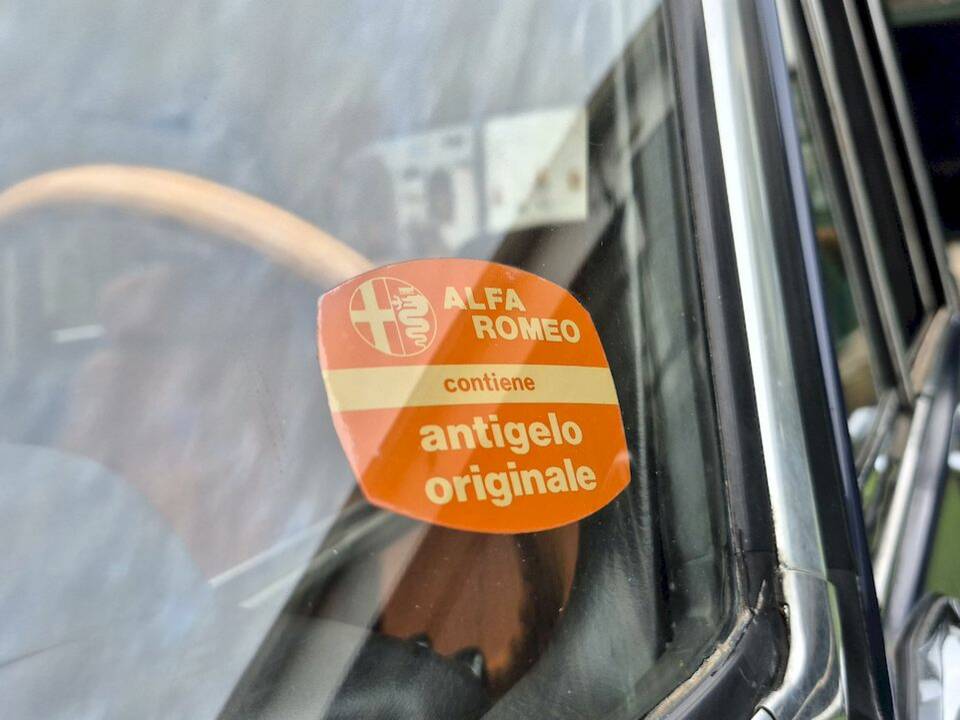 ALFA
ROMEO
contiene
antigelo
originale